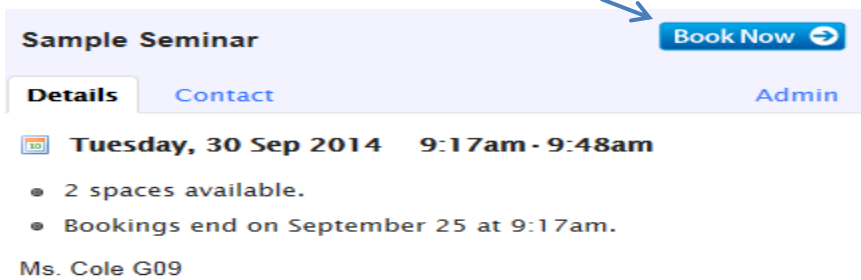 Sample Seminar Book Now
Details Contact Admin
10 Tuesday, 30 Sep 2014 9:17am - 9:48am
2 spaces available.
Bookings end on September 25 at 9:17am.
Ms. Cole G09